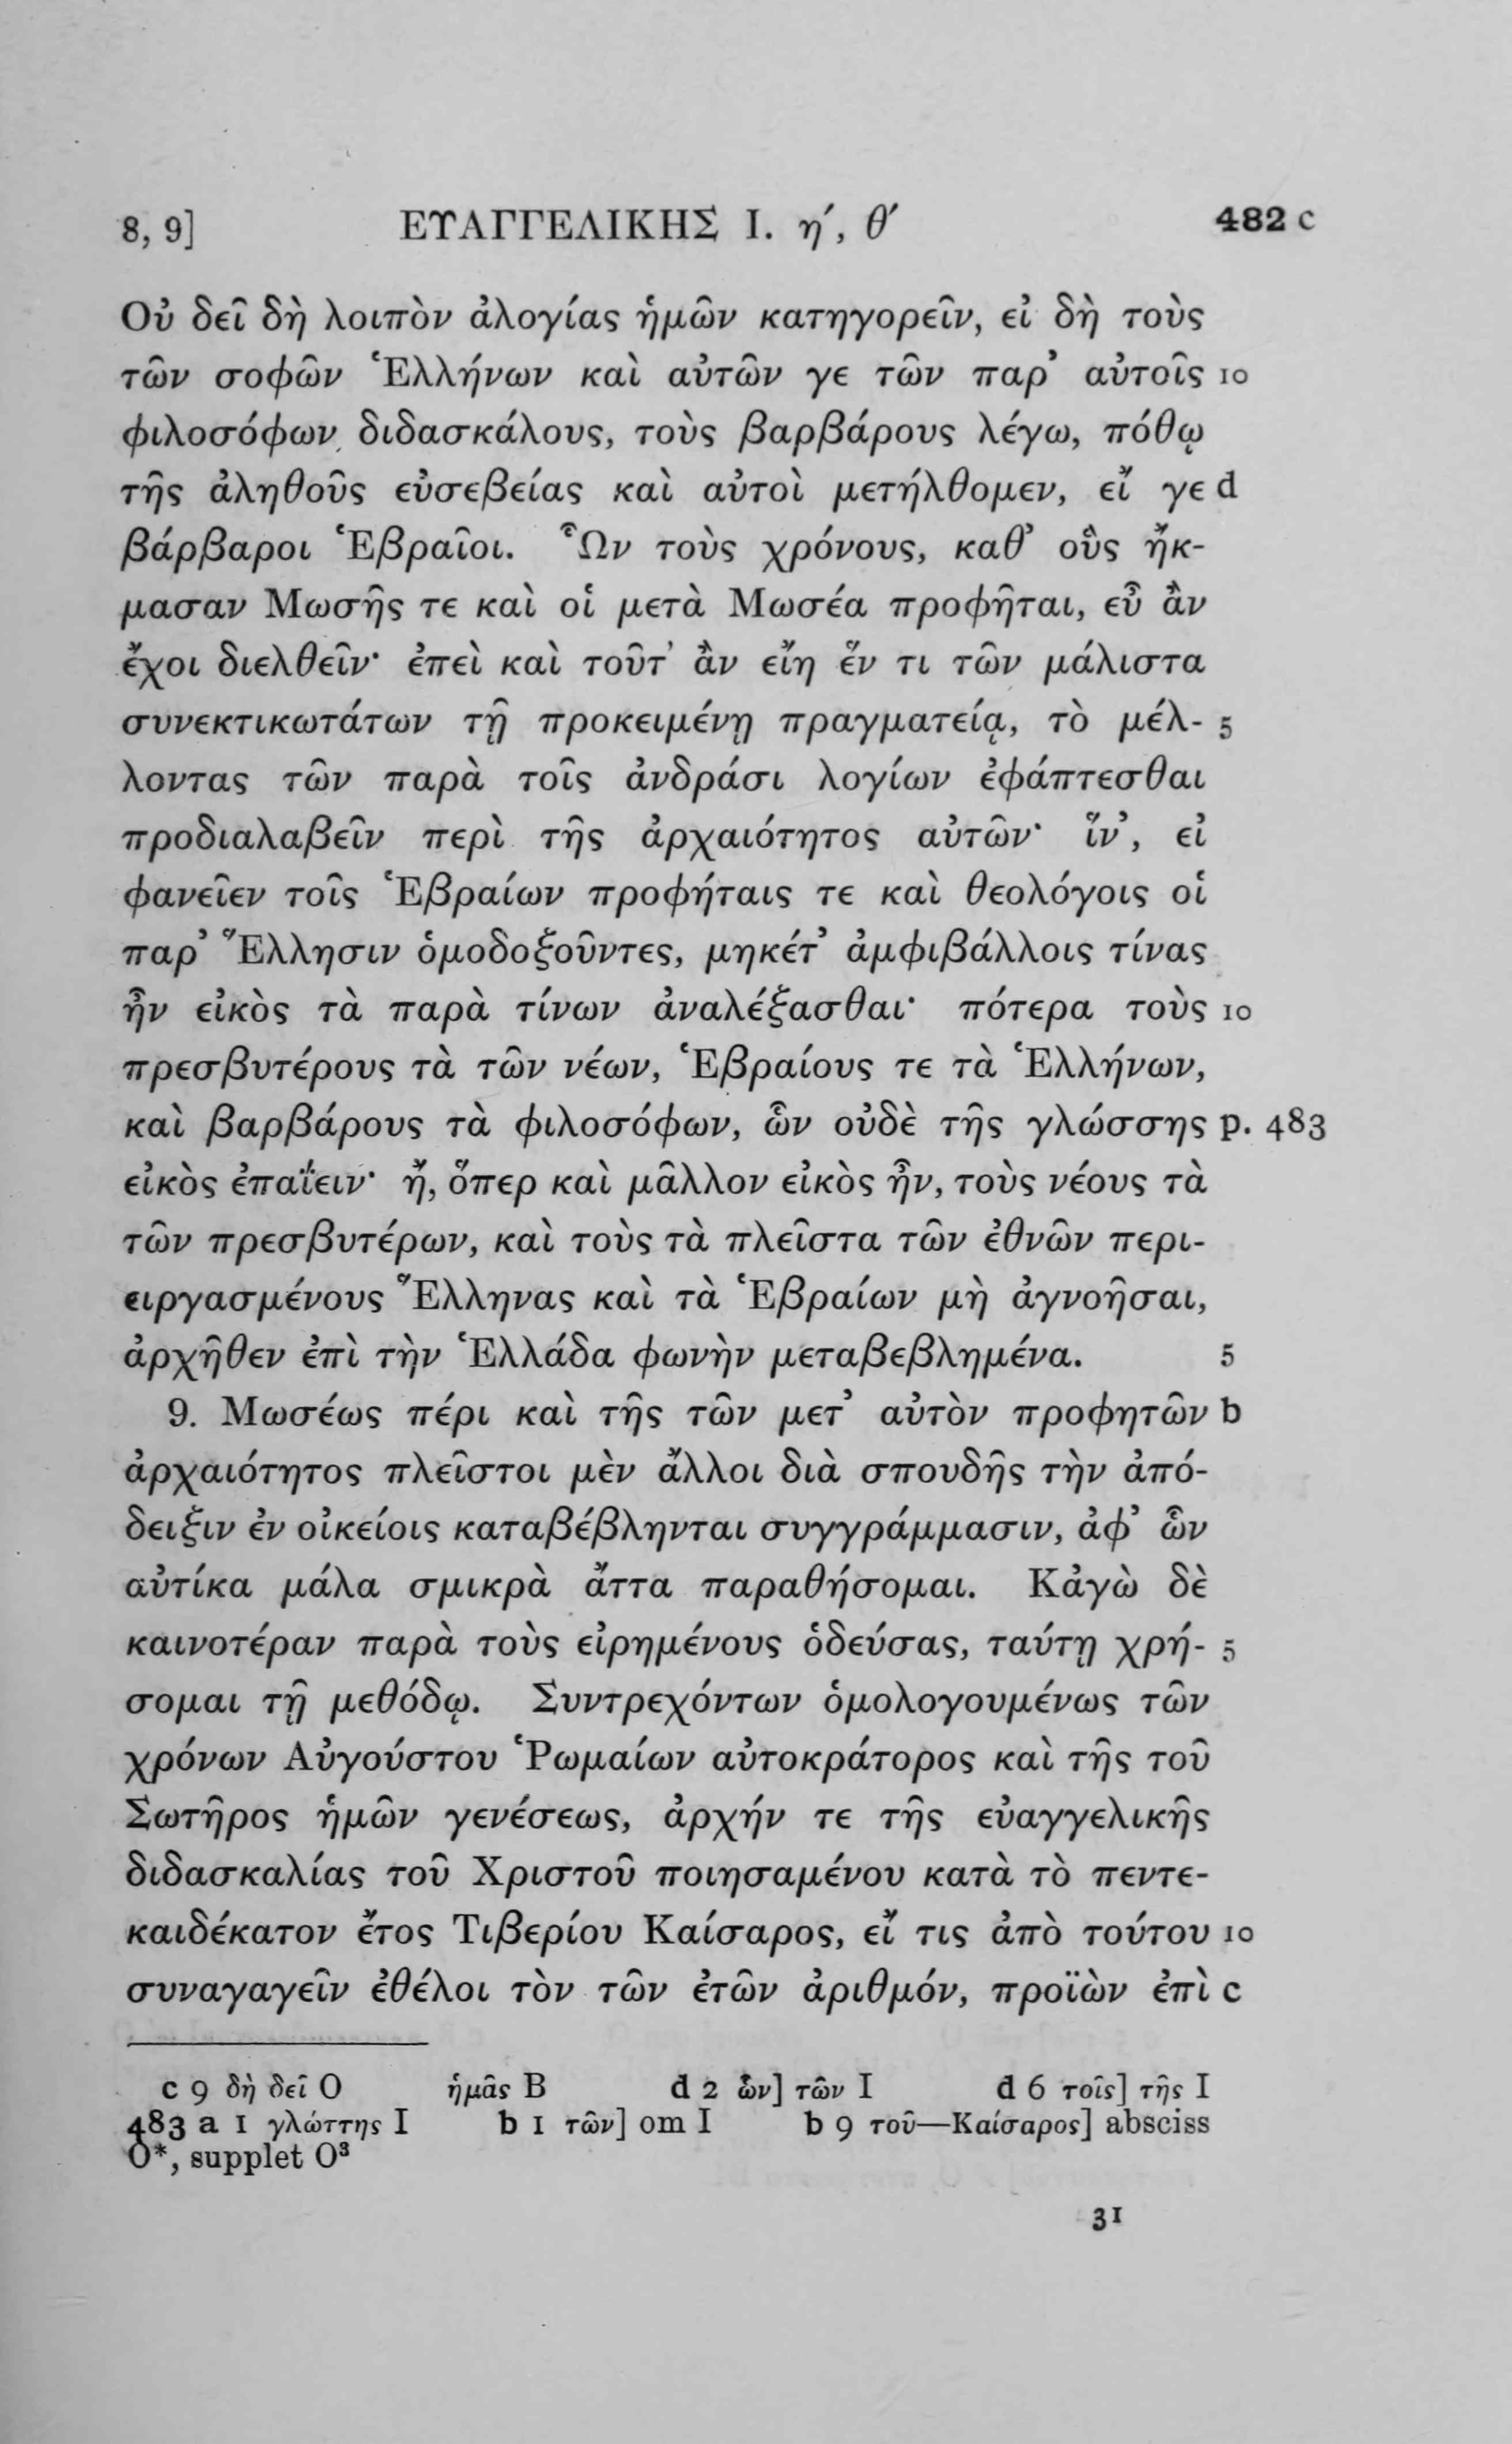 8, 9] ΕΥΑΓΓΕΛΙΚΗΣ Ι. η΄, θ΄ 482 c
Οὐ δεῖ δὴ λοιπὸν ἀλογίας ἡμῶν κατηγορεῖν, εἰ δὴ τοὺς
τῶν σοφῶν Ἑλλήνων καὶ αὐτῶν γε τῶν παρ’ αὐτοῖς 10
φιλοσόφων διδασκάλους, τοὺς βαρβάρους λέγω, πόθῳ
τῆς ἀληθοῦς εὐσεβείας καὶ αὐτοὶ μετήλθομεν, εἴ γε d
βάρβαροι Ἑβραῖοι. Ὧν τοὺς χρόνους, καθ’ οὓς ἤκ-
μασαν Μωσῆς τε καὶ οἱ μετὰ Μωσέα προφῆται, εὖ ἂν
ἔχοι διελθεῖν· ἐπεὶ καὶ τοῦτ’ ἂν εἴη ἕν τι τῶν μάλιστα
συνεκτικωτάτων τῇ προκειμένῃ πραγματείᾳ, τὸ μέλ- 5
λοντας τῶν παρὰ τοῖς ἀνδράσι λογίων ἐφάπτεσθαι
προδιαλαβεῖν περὶ τῆς ἀρχαιότητος αὐτῶν· ἵν’, εἰ
φανεῖεν τοῖς Ἑβραίων προφήταις τε καὶ θεολόγοις οἱ
παρ’ Ἕλλησιν ὁμοδοξοῦντες, μηκέτ’ ἀμφιβάλλοις τίνας
ἦν εἰκὸς τὰ παρὰ τίνων ἀναλέξασθαι· πότερα τοὺς 10
πρεσβυτέρους τὰ τῶν νέων, Ἑβραίους τε τὰ Ἑλλήνων,
καὶ βαρβάρους τὰ φιλοσόφων, ὧν οὐδὲ τῆς γλώσσης p. 483
εἰκὸς ἐπαΐειν· ἤ, ὅπερ καὶ μᾶλλον εἰκὸς ἦν, τοὺς νέους τὰ
τῶν πρεσβυτέρων, καὶ τοὺς τὰ πλεῖστα τῶν ἐθνῶν περι-
ειργασμένους Ἕλληνας καὶ τὰ Ἑβραίων μὴ ἀγνοῆσαι,
ἀρχῆθεν ἐπὶ τὴν Ἑλλάδα φωνὴν μεταβεβλημένα. 5
9. Μωσέως πέρι καὶ τῆς τῶν μετ’ αὐτὸν προφητῶν b
ἀρχαιότητος πλεῖστοι μὲν ἄλλοι διὰ σπουδῆς τὴν ἀπό-
δειξιν ἐν οἰκείοις καταβέβληνται συγγράμμασιν, ἀφ’ ὧν
αὐτίκα μάλα σμικρὰ ἄττα παραθήσομαι. Κἀγὼ δὲ
καινοτέραν παρὰ τοὺς εἰρημένους ὁδεύσας, ταύτῃ χρή- 5
σομαι τῇ μεθόδῳ. Συντρεχόντων ὁμολογουμένως τῶν
χρόνων Αὐγούστου Ῥωμαίων αὐτοκράτορος καὶ τῆς τοῦ
Σωτῆρος ἡμῶν γενέσεως, ἀρχήν τε τῆς εὐαγγελικῆς
διδασκαλίας τοῦ Χριστοῦ ποιησαμένου κατὰ τὸ πεντε-
καιδέκατον ἔτος Τιβερίου Καίσαρος, εἴ τις ἀπὸ τούτου 10
συναγαγεῖν ἐθέλοι τὸν τῶν ἐτῶν ἀριθμόν, προϊὼν ἐπὶ c
c 9 δὴ δεῖ O ἡμᾶς B d 2 ὧν] τῶν I d 6 τοῖς] τῆς I
483 a 1 γλώττης I b 1 τῶν] om I b 9 τοῦ—Καίσαρος] absciss
O*, supplet O³
31